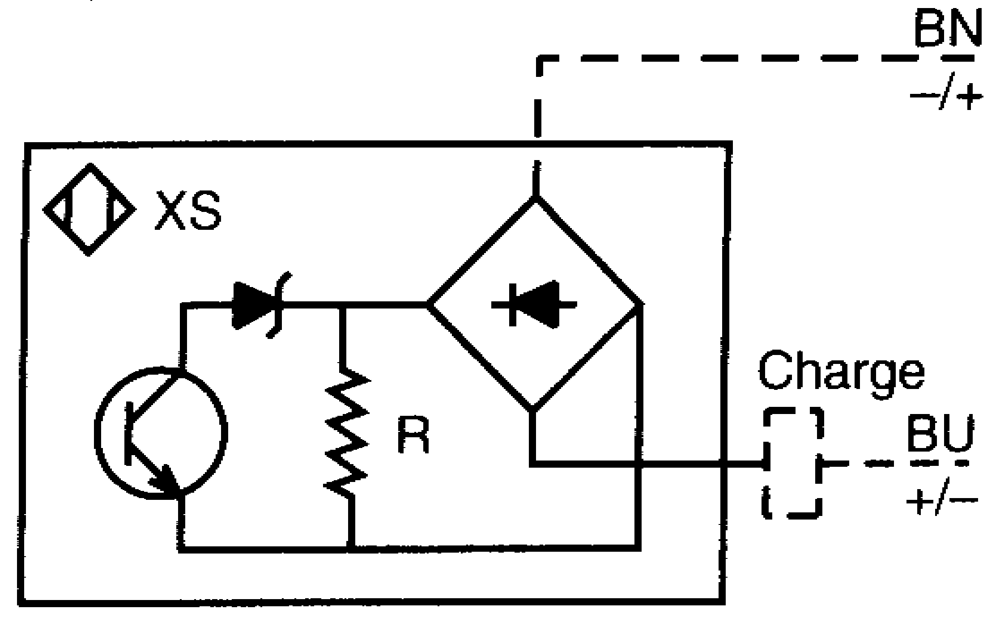 BN
–/+
XS
Charge
R
BU
+/–